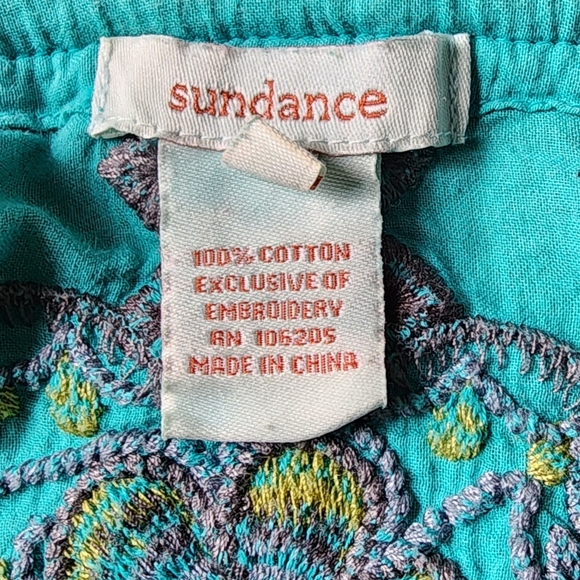 sundance
100% COTTON
EXCLUSIVE OF
EMBROIDERY
RN 106205
MADE IN CHINA